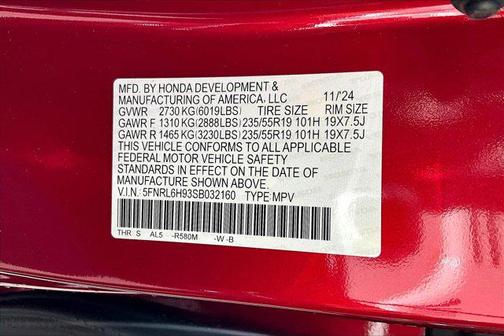 MFD. BY HONDA DEVELOPMENT &
MANUFACTURING OF AMERICA, LLC 11/'24
GVWR 2730 KG(6019LBS) TIRE SIZE RIM SIZE
GAWR F 1310 KG(2888LBS) 235/55R19 101H 19X7.5J
GAWR R 1465 KG(3230LBS) 235/55R19 101H 19X7.5J
THIS VEHICLE CONFORMS TO ALL APPLICABLE
FEDERAL MOTOR VEHICLE SAFETY
STANDARDS IN EFFECT ON THE DATE OF
MANUFACTURE SHOWN ABOVE.
V.I.N. 5FNRL6H93SB032160 TYPE MPV
THR S AL5 -R580M -W -B